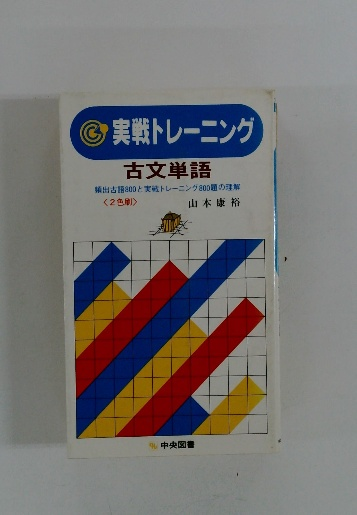 実戦トレーニング
古文単語
頻出古語800と実戦トレーニング800題の理解
〈2色刷〉
山本康裕
中央図書